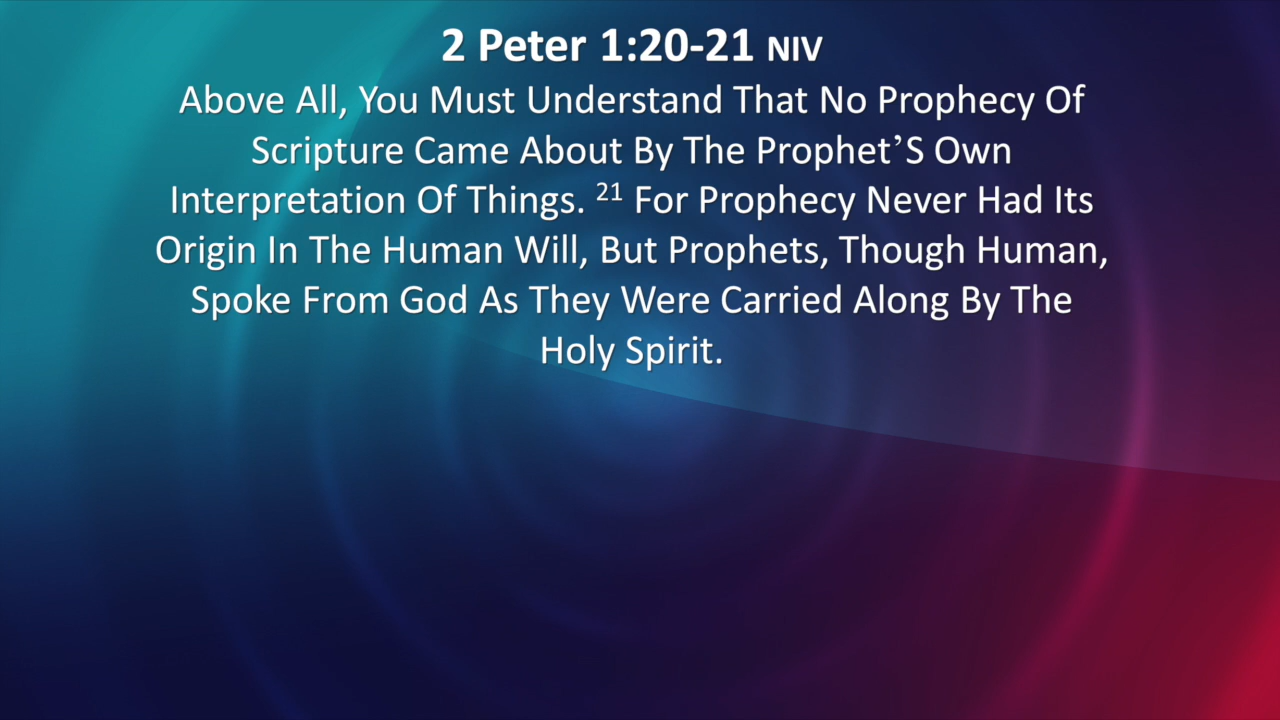 2 Peter 1:20-21 NIV
Above All, You Must Understand That No Prophecy Of
Scripture Came About By The Prophet’S Own
Interpretation Of Things. 21 For Prophecy Never Had Its
Origin In The Human Will, But Prophets, Though Human,
Spoke From God As They Were Carried Along By The
Holy Spirit.